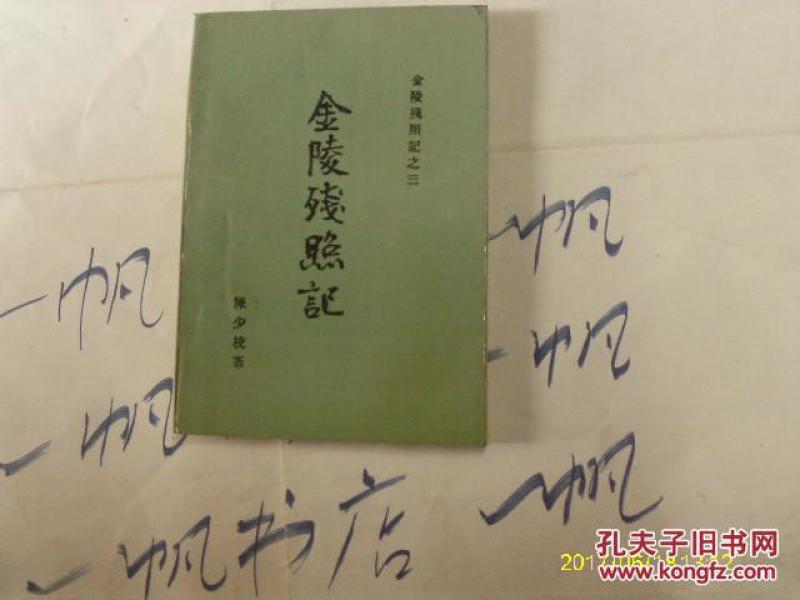 金陵殘照記之三
金陵殘照記
陳少校著
一帆
一帆
一帆
一帆
一帆书店
一帆
孔夫子旧书网
www.kongfz.com